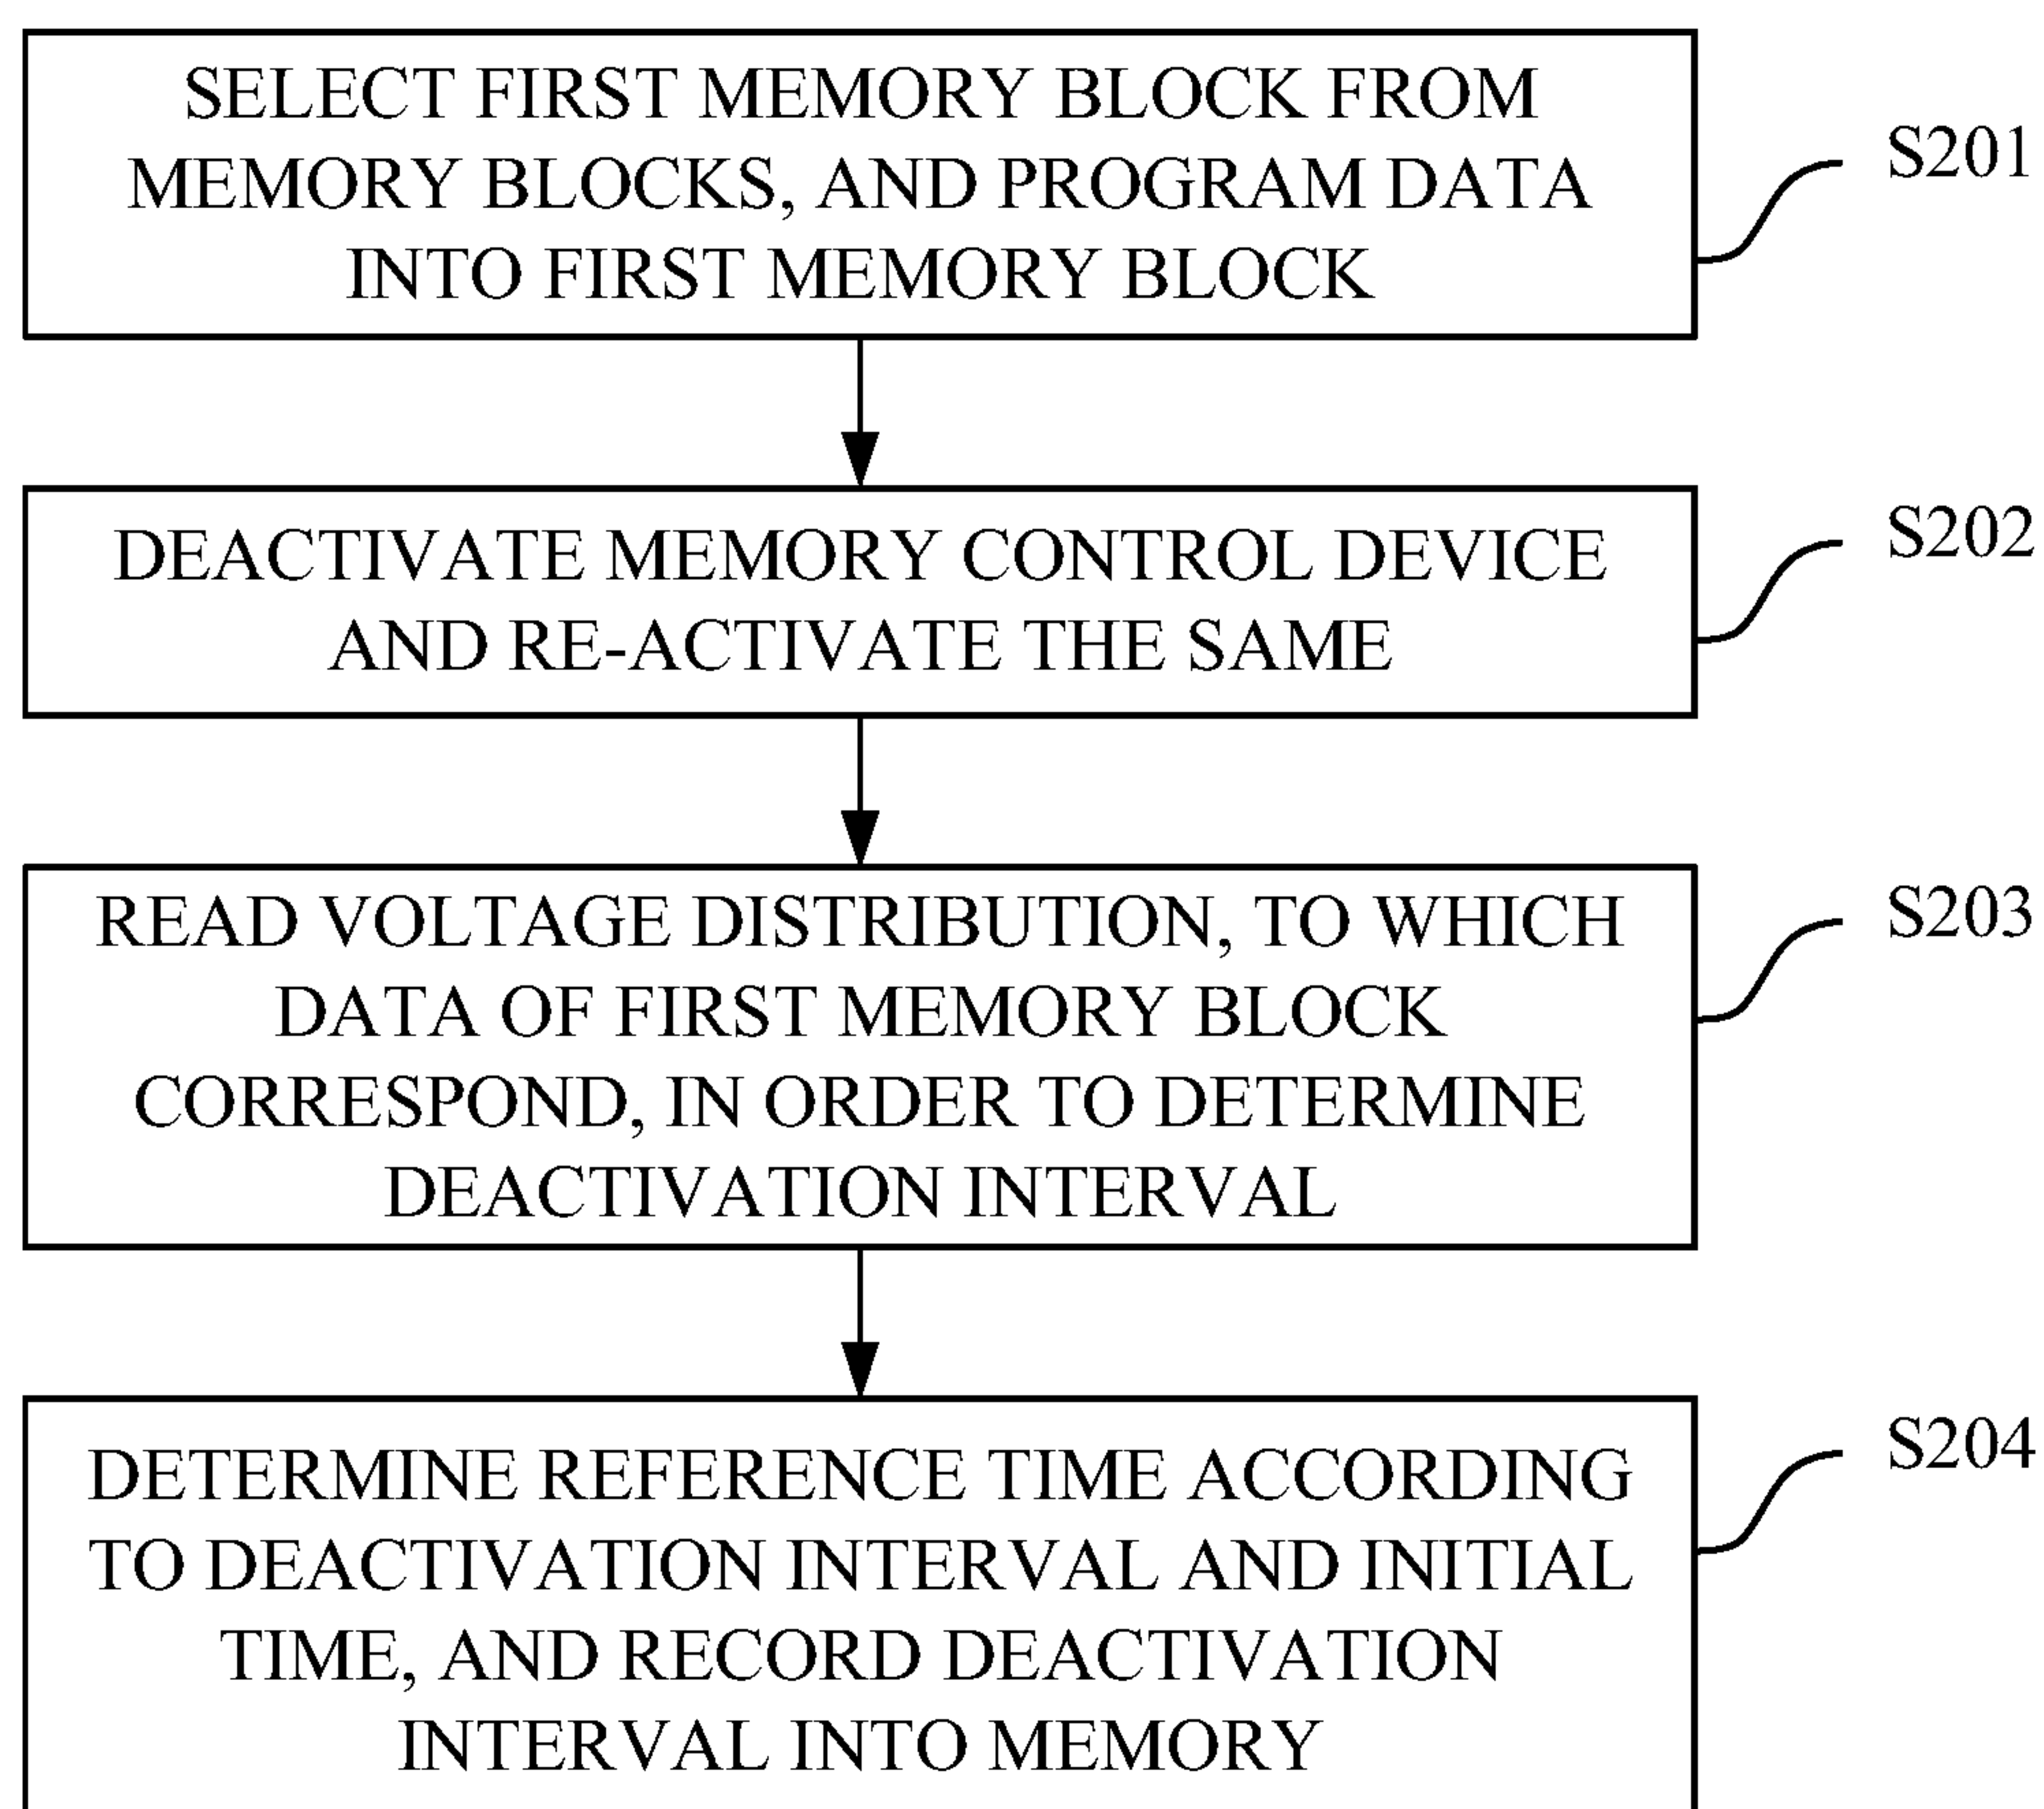 SELECT FIRST MEMORY BLOCK FROM
MEMORY BLOCKS, AND PROGRAM DATA
INTO FIRST MEMORY BLOCK
S201
DEACTIVATE MEMORY CONTROL DEVICE
AND RE-ACTIVATE THE SAME
S202
READ VOLTAGE DISTRIBUTION, TO WHICH
DATA OF FIRST MEMORY BLOCK
CORRESPOND, IN ORDER TO DETERMINE
DEACTIVATION INTERVAL
S203
DETERMINE REFERENCE TIME ACCORDING
TO DEACTIVATION INTERVAL AND INITIAL
TIME, AND RECORD DEACTIVATION
INTERVAL INTO MEMORY
S204